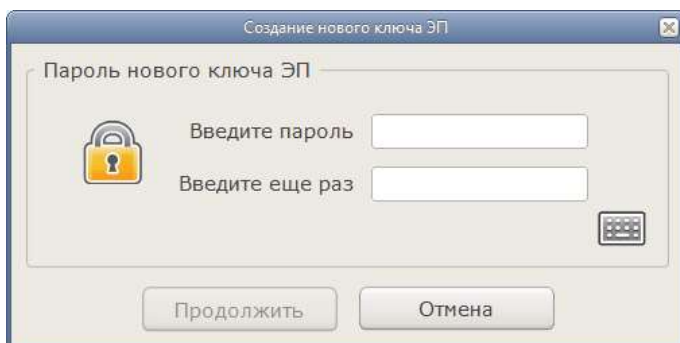 Создание нового ключа ЭП
Пароль нового ключа ЭП
Введите пароль
Введите еще раз
Продолжить Отмена